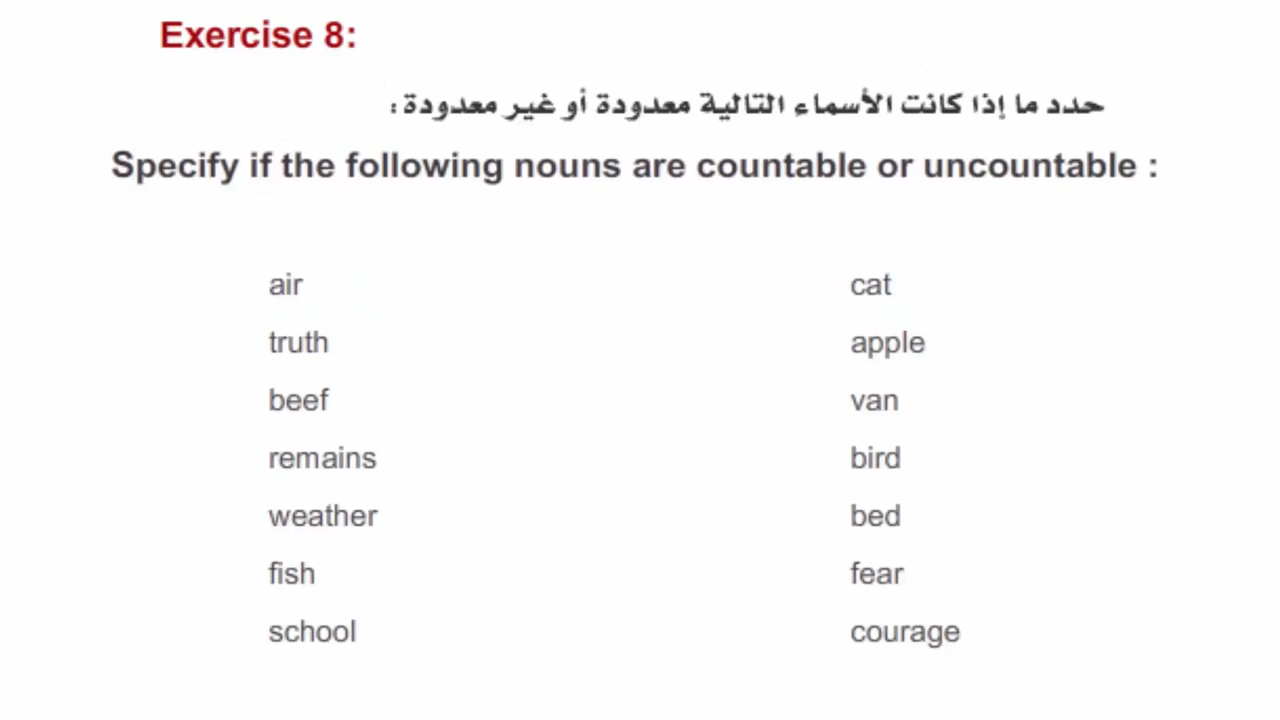 Exercise 8:
حدد ما إذا كانت الأسماء التالية معدودة أو غير معدودة :
Specify if the following nouns are countable or uncountable :
air cat
truth apple
beef van
remains bird
weather bed
fish fear
school courage